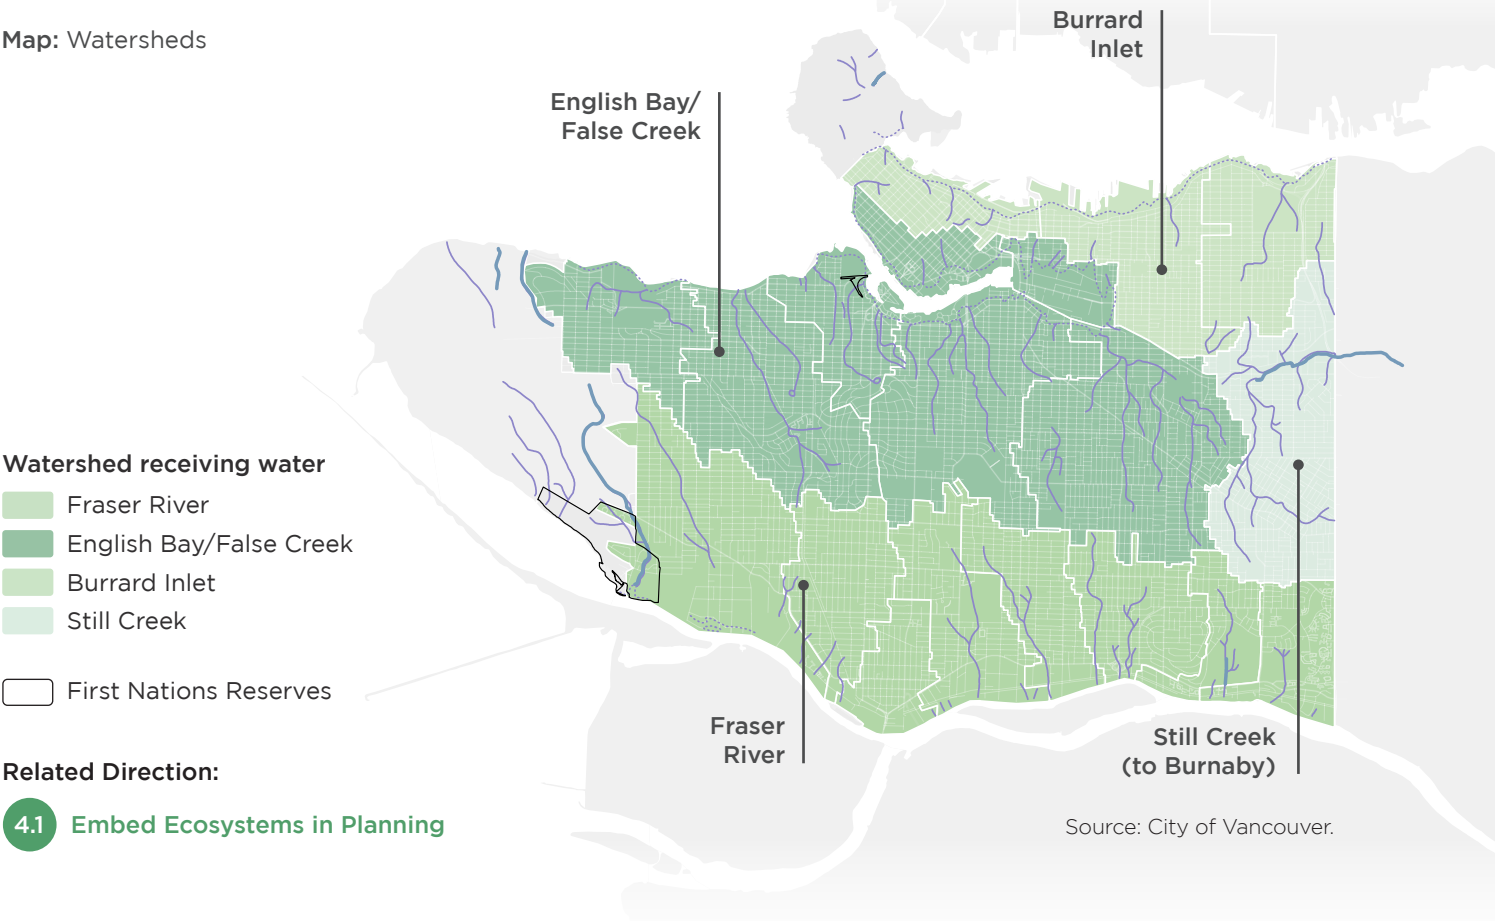 Map: Watersheds
Burrard
Inlet
English Bay/
False Creek
Watershed receiving water
Fraser River
English Bay/False Creek
Burrard Inlet
Still Creek
First Nations Reserves
Fraser
River
Still Creek
(to Burnaby)
Related Direction:
4.1 Embed Ecosystems in Planning
Source: City of Vancouver.